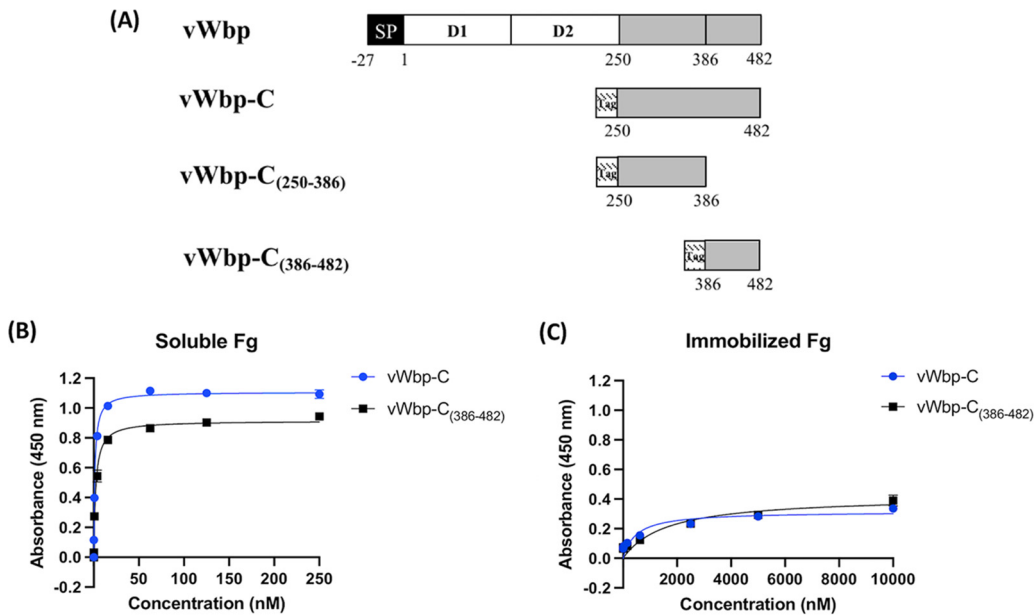 (A)
vWbp
SP D1 D2
-27 1 250 386 482
vWbp-C
Tag
250 482
vWbp-C(250-386)
Tag
250 386
vWbp-C(386-482)
Tag
386 482
(B)
Soluble Fg
Absorbance (450 nm)
1.2
1.0
0.8
0.6
0.4
0.2
0.0
-0.2
0 50 100 150 200 250
Concentration (nM)
vWbp-C
vWbp-C(386-482)
(C)
Immobilized Fg
Absorbance (450 nm)
1.2
1.0
0.8
0.6
0.4
0.2
0.0
-0.2
2000 4000 6000 8000 10000
Concentration (nM)
vWbp-C
vWbp-C(386-482)